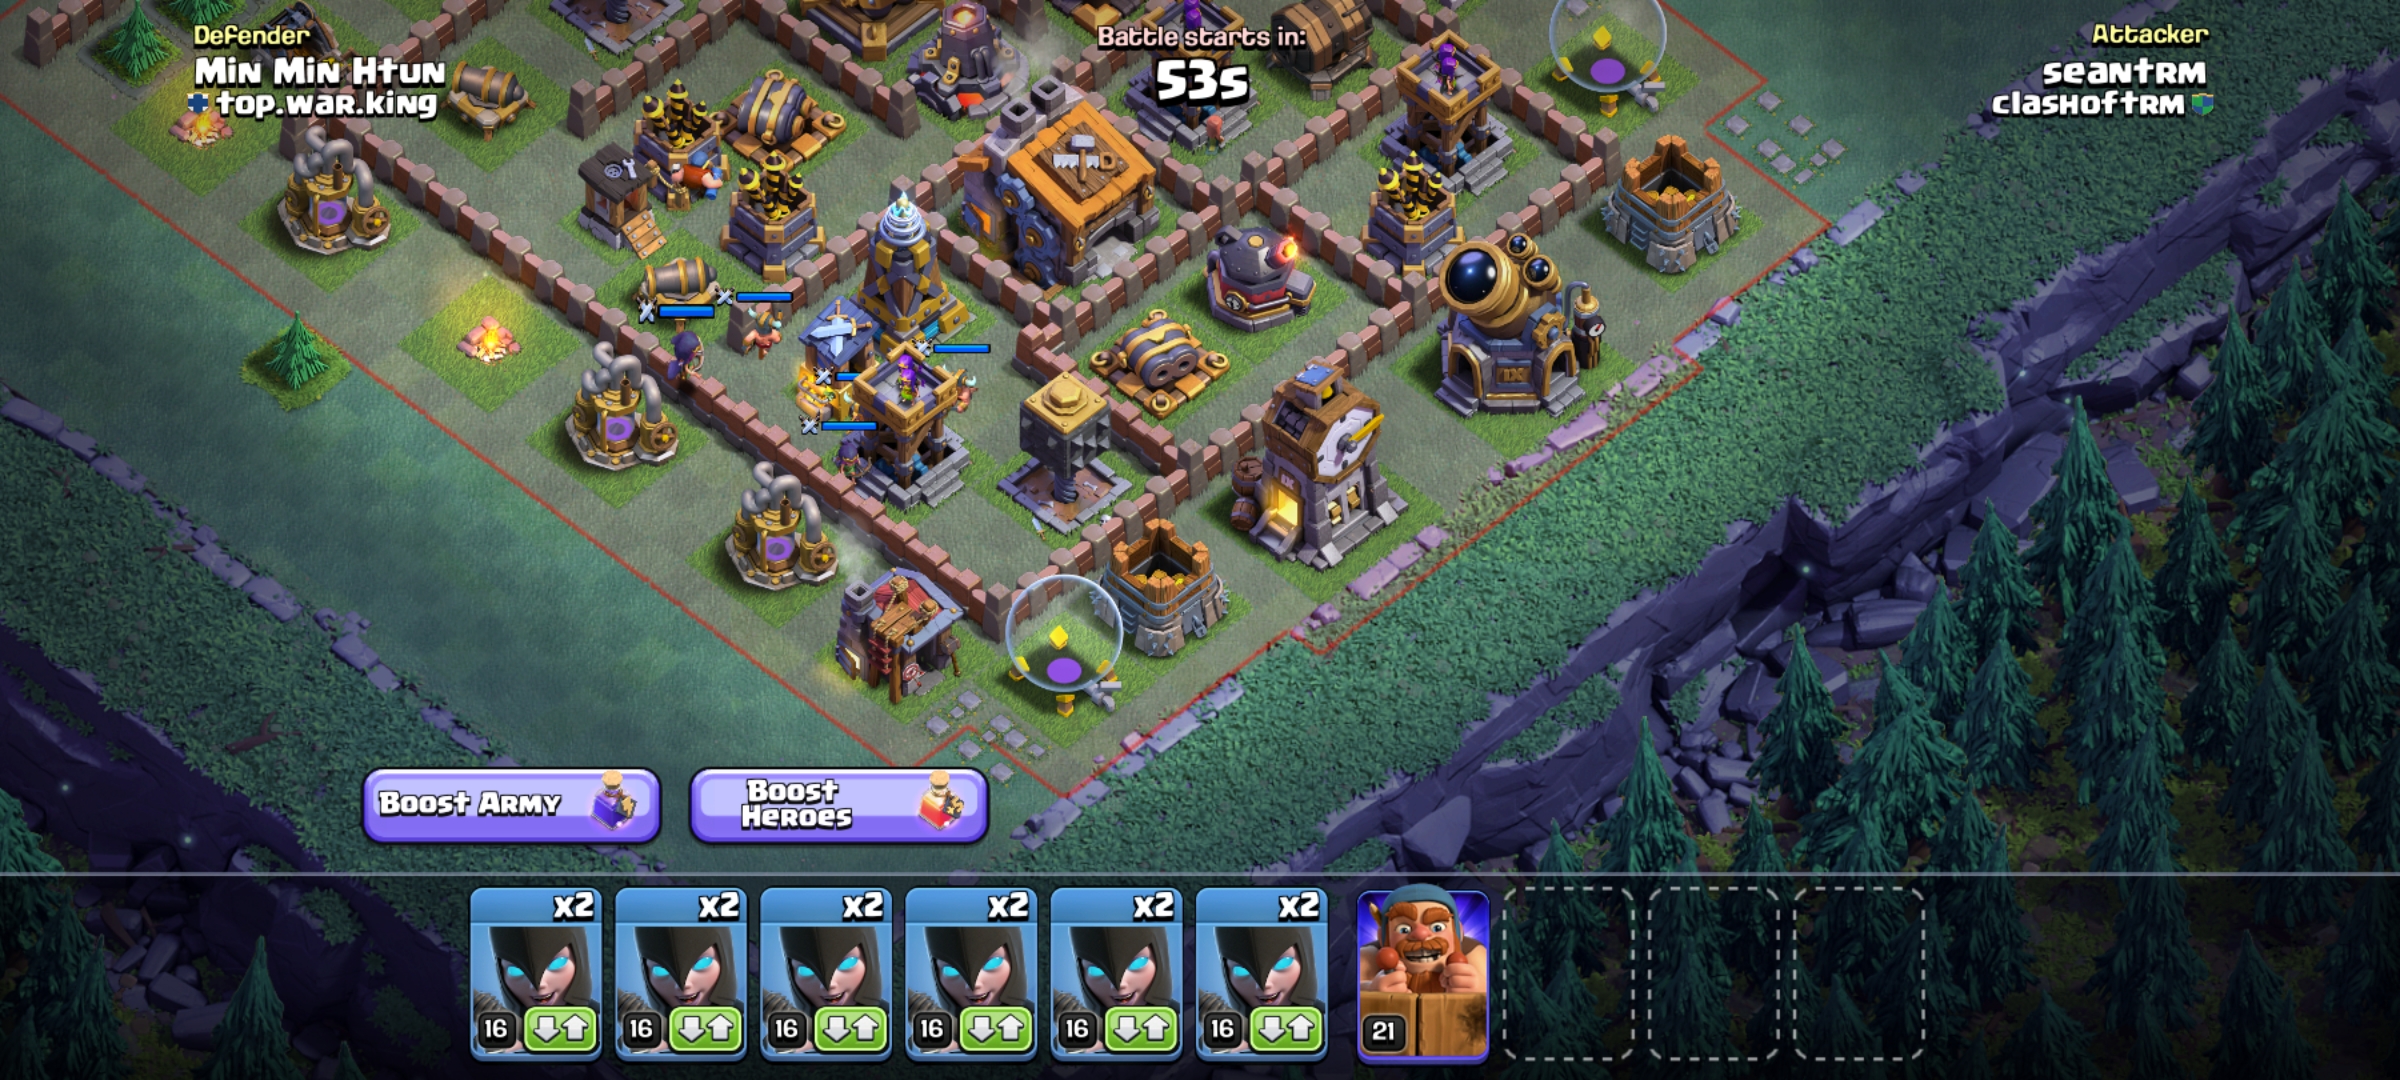 Defender
Min Min Htun
top.war.king
Battle starts in:
53s
Attacker
seantRM
clashoftRM
Boost Army
Boost
Heroes
x2
x2
x2
x2
x2
x2
16
16
16
16
16
16
21